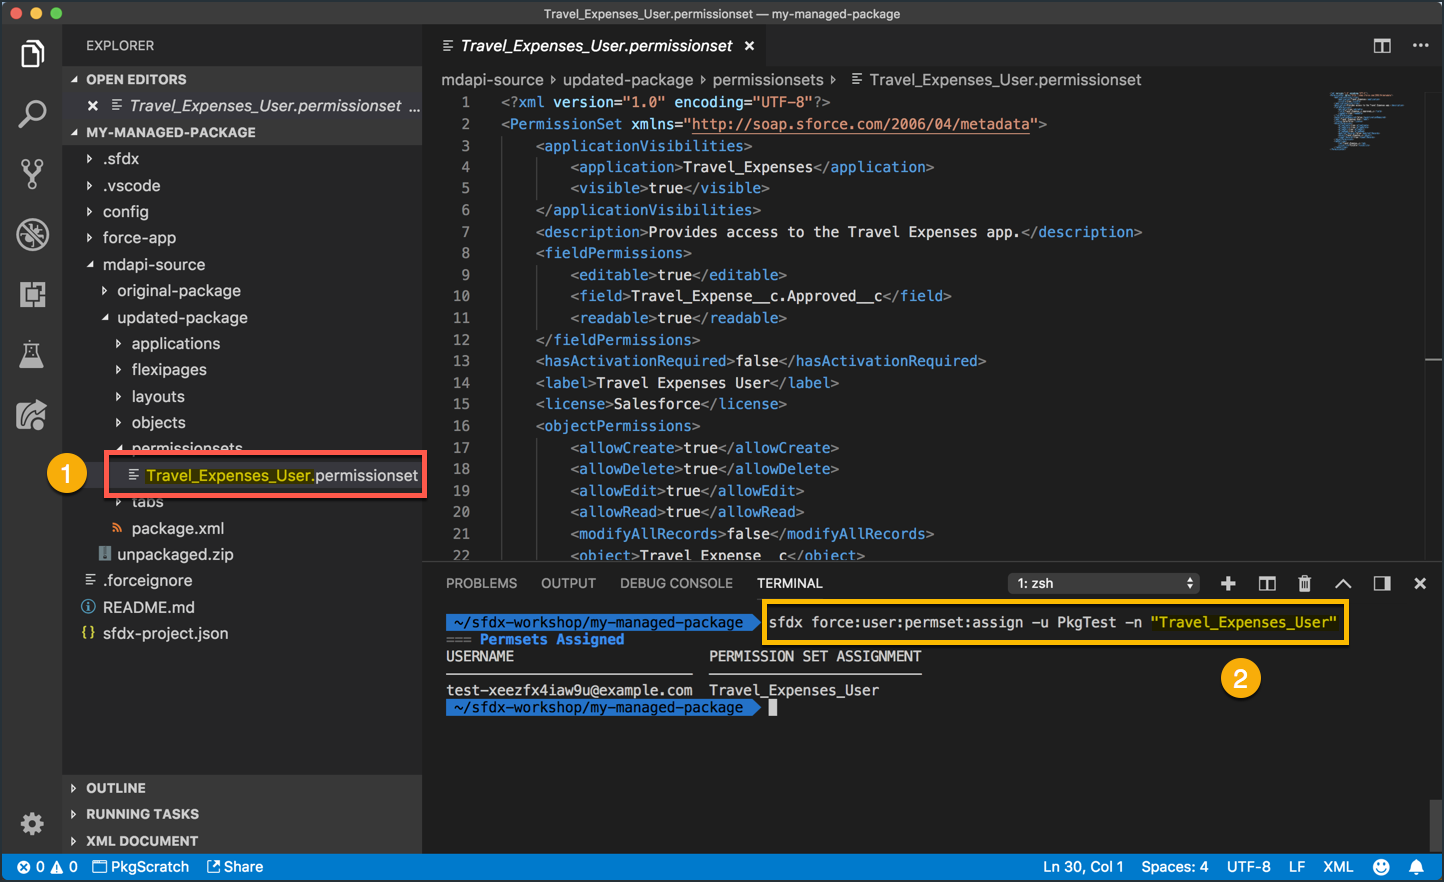 Travel_Expenses_User.permissionset — my-managed-package
EXPLORER
OPEN EDITORS
Travel_Expenses_User.permissionset ...
MY-MANAGED-PACKAGE
.sfdx
.vscode
config
force-app
mdapi-source
original-package
updated-package
applications
flexipages
layouts
objects
permissionsets
1
Travel_Expenses_User.permissionset
tabs
package.xml
unpackaged.zip
.forceignore
README.md
sfdx-project.json
OUTLINE
RUNNING TASKS
XML DOCUMENT
Travel_Expenses_User.permissionset
mdapi-source › updated-package › permissionsets › Travel_Expenses_User.permissionset
1 <?xml version="1.0" encoding="UTF-8"?>
2 <PermissionSet xmlns="http://soap.sforce.com/2006/04/metadata">
3 <applicationVisibilities>
4 <application>Travel_Expenses</application>
5 <visible>true</visible>
6 </applicationVisibilities>
7 <description>Provides access to the Travel Expenses app.</description>
8 <fieldPermissions>
9 <editable>true</editable>
10 <field>Travel_Expense__c.Approved__c</field>
11 <readable>true</readable>
12 </fieldPermissions>
13 <hasActivationRequired>false</hasActivationRequired>
14 <label>Travel Expenses User</label>
15 <license>Salesforce</license>
16 <objectPermissions>
17 <allowCreate>true</allowCreate>
18 <allowDelete>true</allowDelete>
19 <allowEdit>true</allowEdit>
20 <allowRead>true</allowRead>
21 <modifyAllRecords>false</modifyAllRecords>
22 <object>Travel_Expense__c</object>
PROBLEMS OUTPUT DEBUG CONSOLE TERMINAL 1: zsh
~/sfdx-workshop/my-managed-package sfdx force:user:permset:assign -u PkgTest -n "Travel_Expenses_User"
=== Permsets Assigned
USERNAME PERMISSION SET ASSIGNMENT
2
test-xeezfx4iaw9u@example.com Travel_Expenses_User
~/sfdx-workshop/my-managed-package
0 0 PkgScratch Share Ln 30, Col 1 Spaces: 4 UTF-8 LF XML